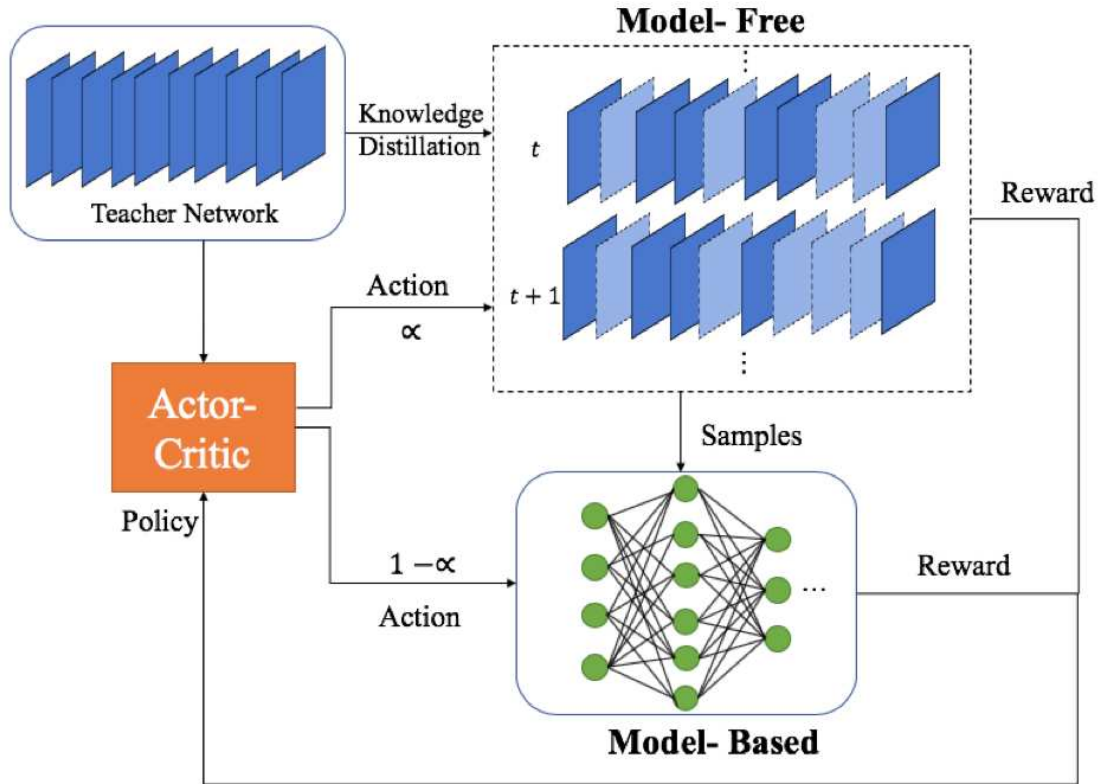 Model- Free
Knowledge
Distillation
t
Reward
Teacher Network
Action
∝
t + 1
Actor-
Critic
Samples
Policy
1 −∝
Action
Reward
...
Model- Based